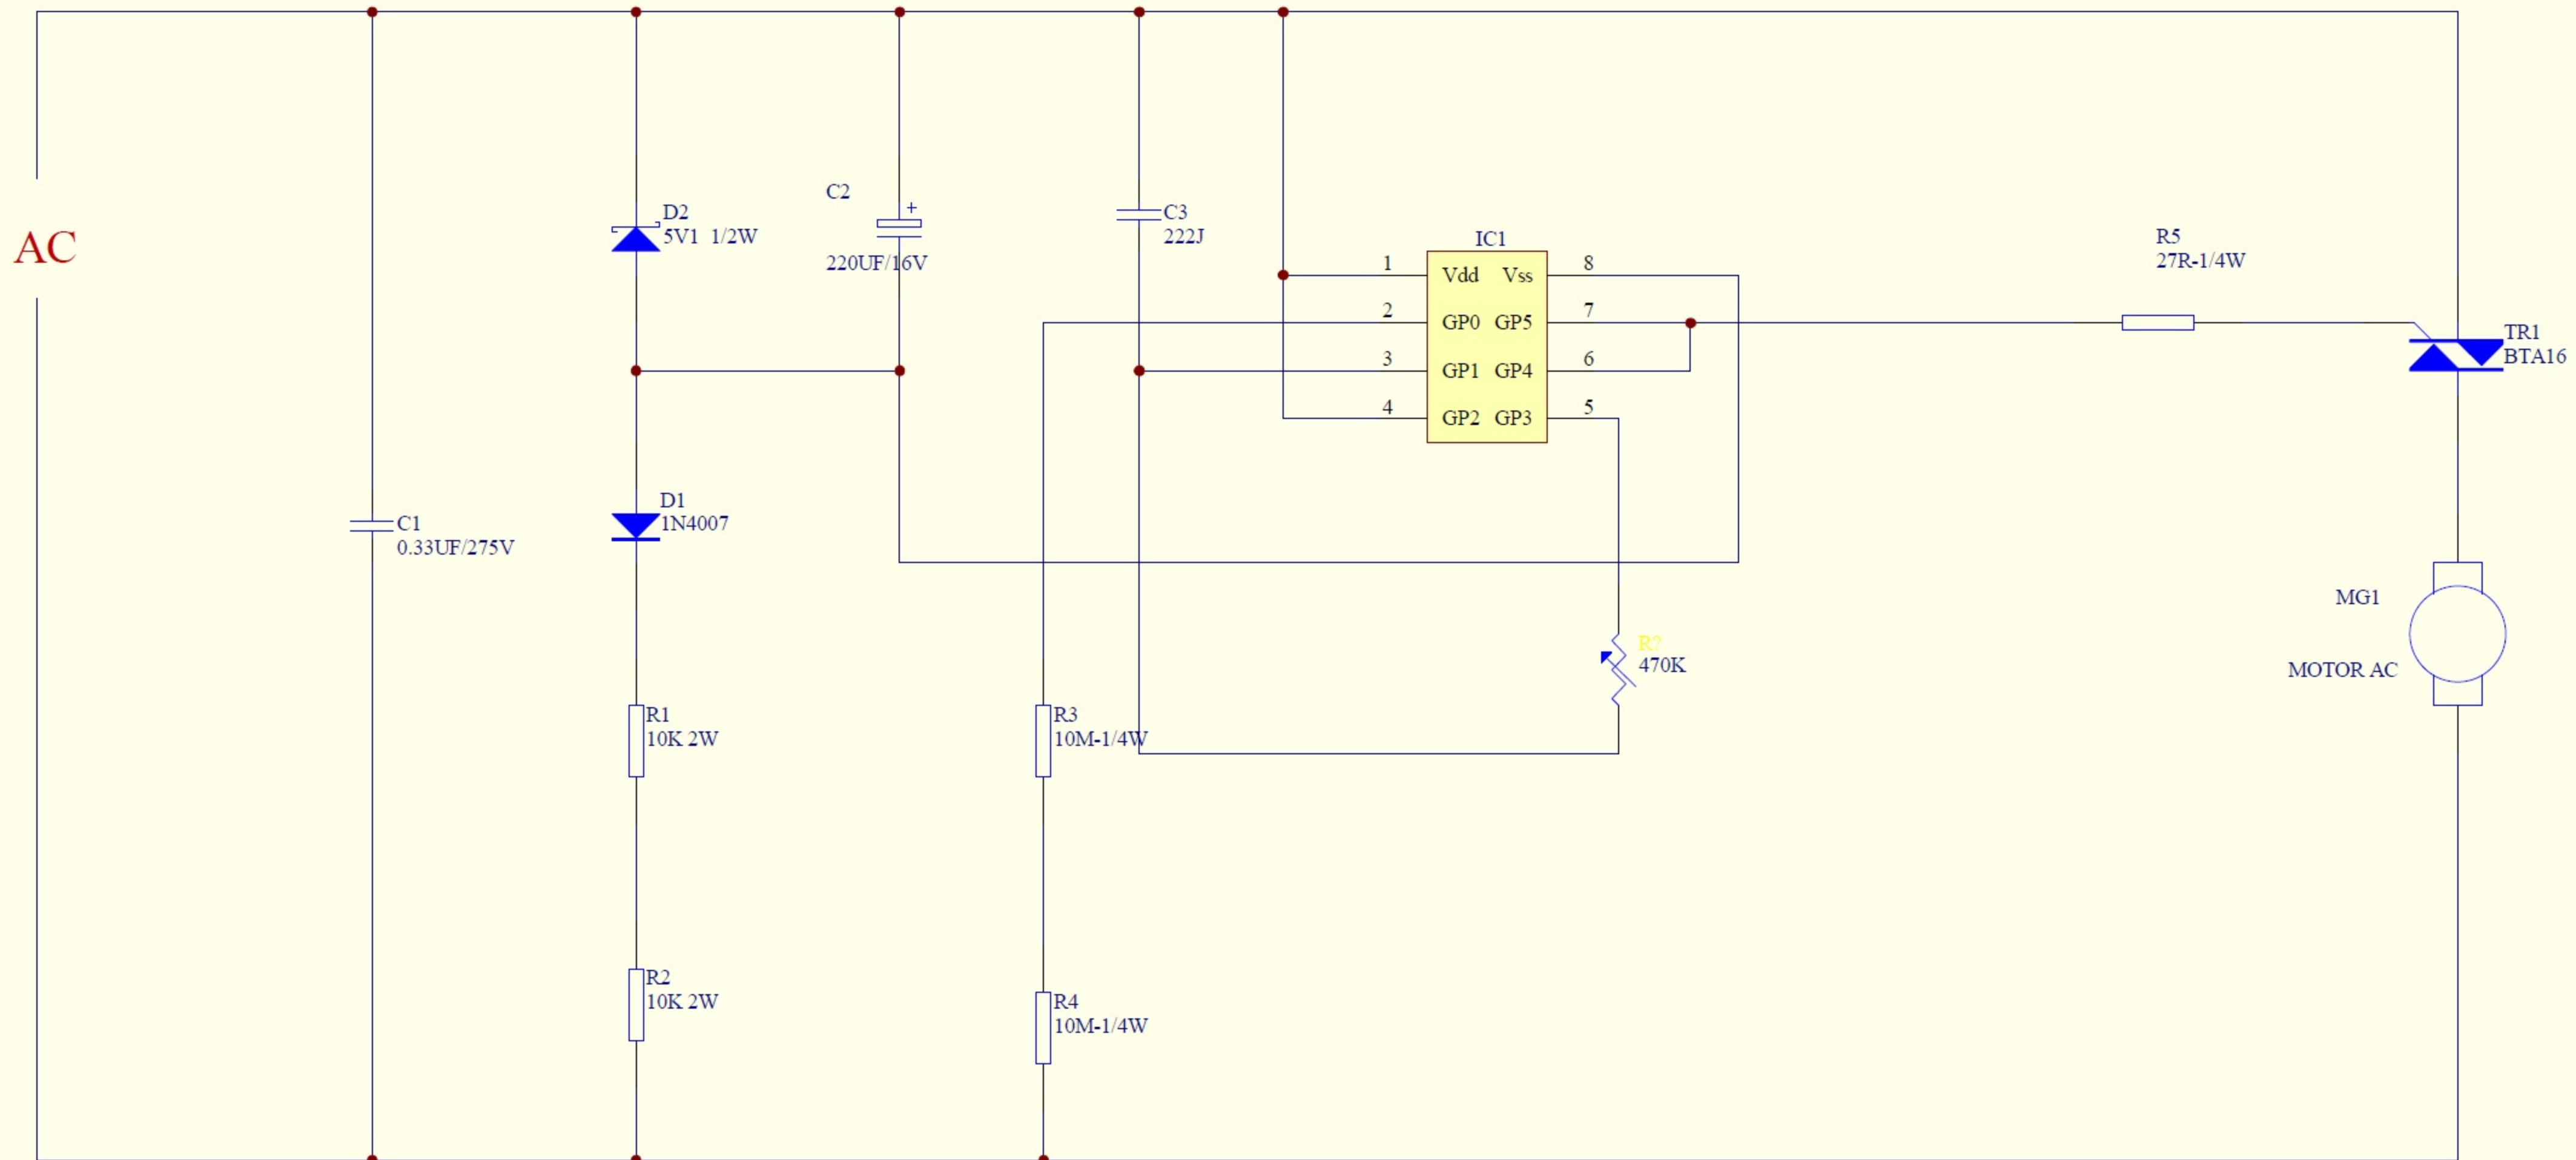 AC
C1
0.33UF/275V
D2
5V1 1/2W
D1
1N4007
R1
10K 2W
R2
10K 2W
C2
+
220UF/16V
C3
222J
R3
10M-1/4W
R4
10M-1/4W
IC1
1 Vdd Vss 8
2 GP0 GP5 7
3 GP1 GP4 6
4 GP2 GP3 5
470K
R5
27R-1/4W
TR1
BTA16
MG1
MOTOR AC